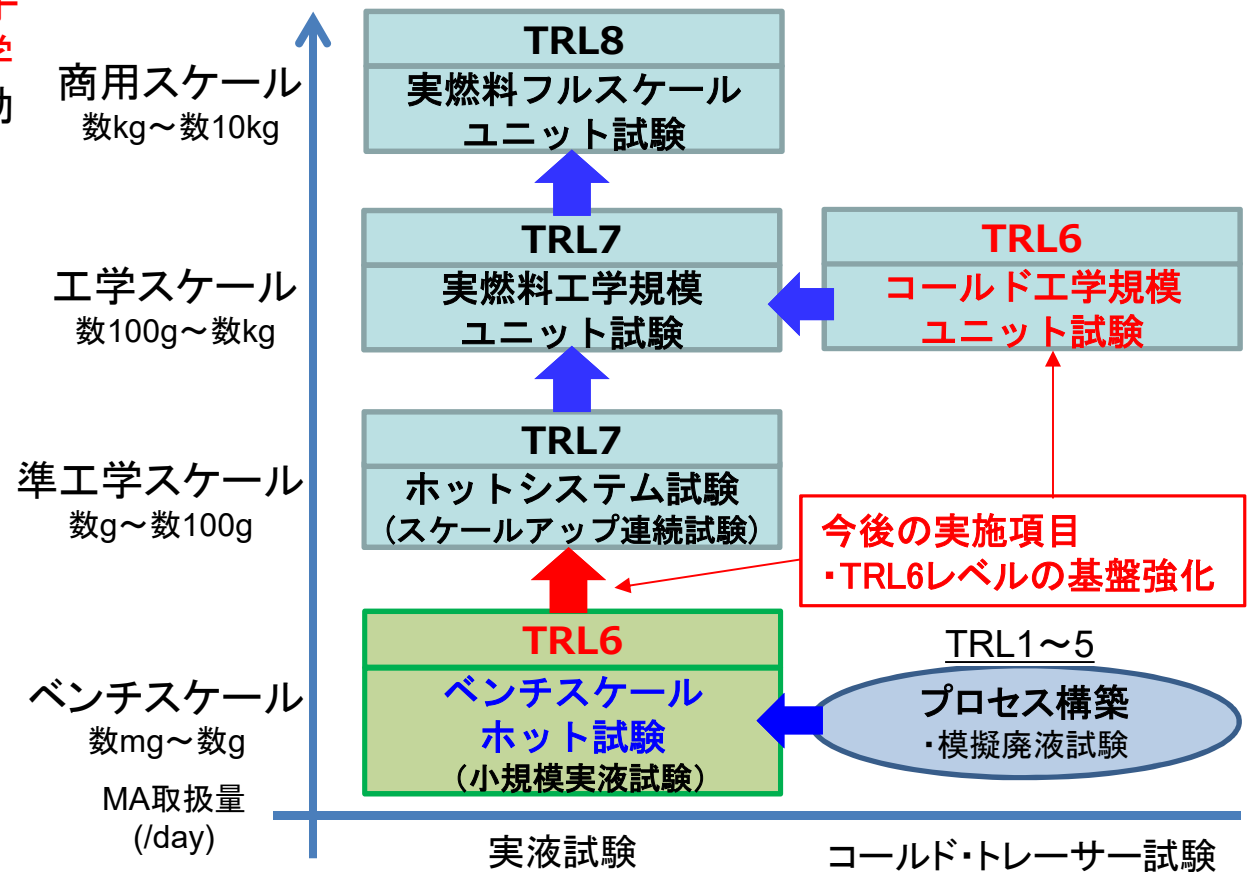 TRL8
実燃料フルスケール
ユニット試験
商用スケール
数kg～数10kg
TRL7
実燃料工学規模
ユニット試験
TRL6
コールド工学規模
ユニット試験
工学スケール
数100g～数kg
TRL7
ホットシステム試験
（スケールアップ連続試験）
準工学スケール
数g～数100g
今後の実施項目
・TRL6レベルの基盤強化
TRL6
ベンチスケール
ホット試験
（小規模実液試験）
TRL1～5
プロセス構築
・模擬廃液試験
ベンチスケール
数mg～数g
MA取扱量
(/day)
実液試験
コールド・トレーサー試験